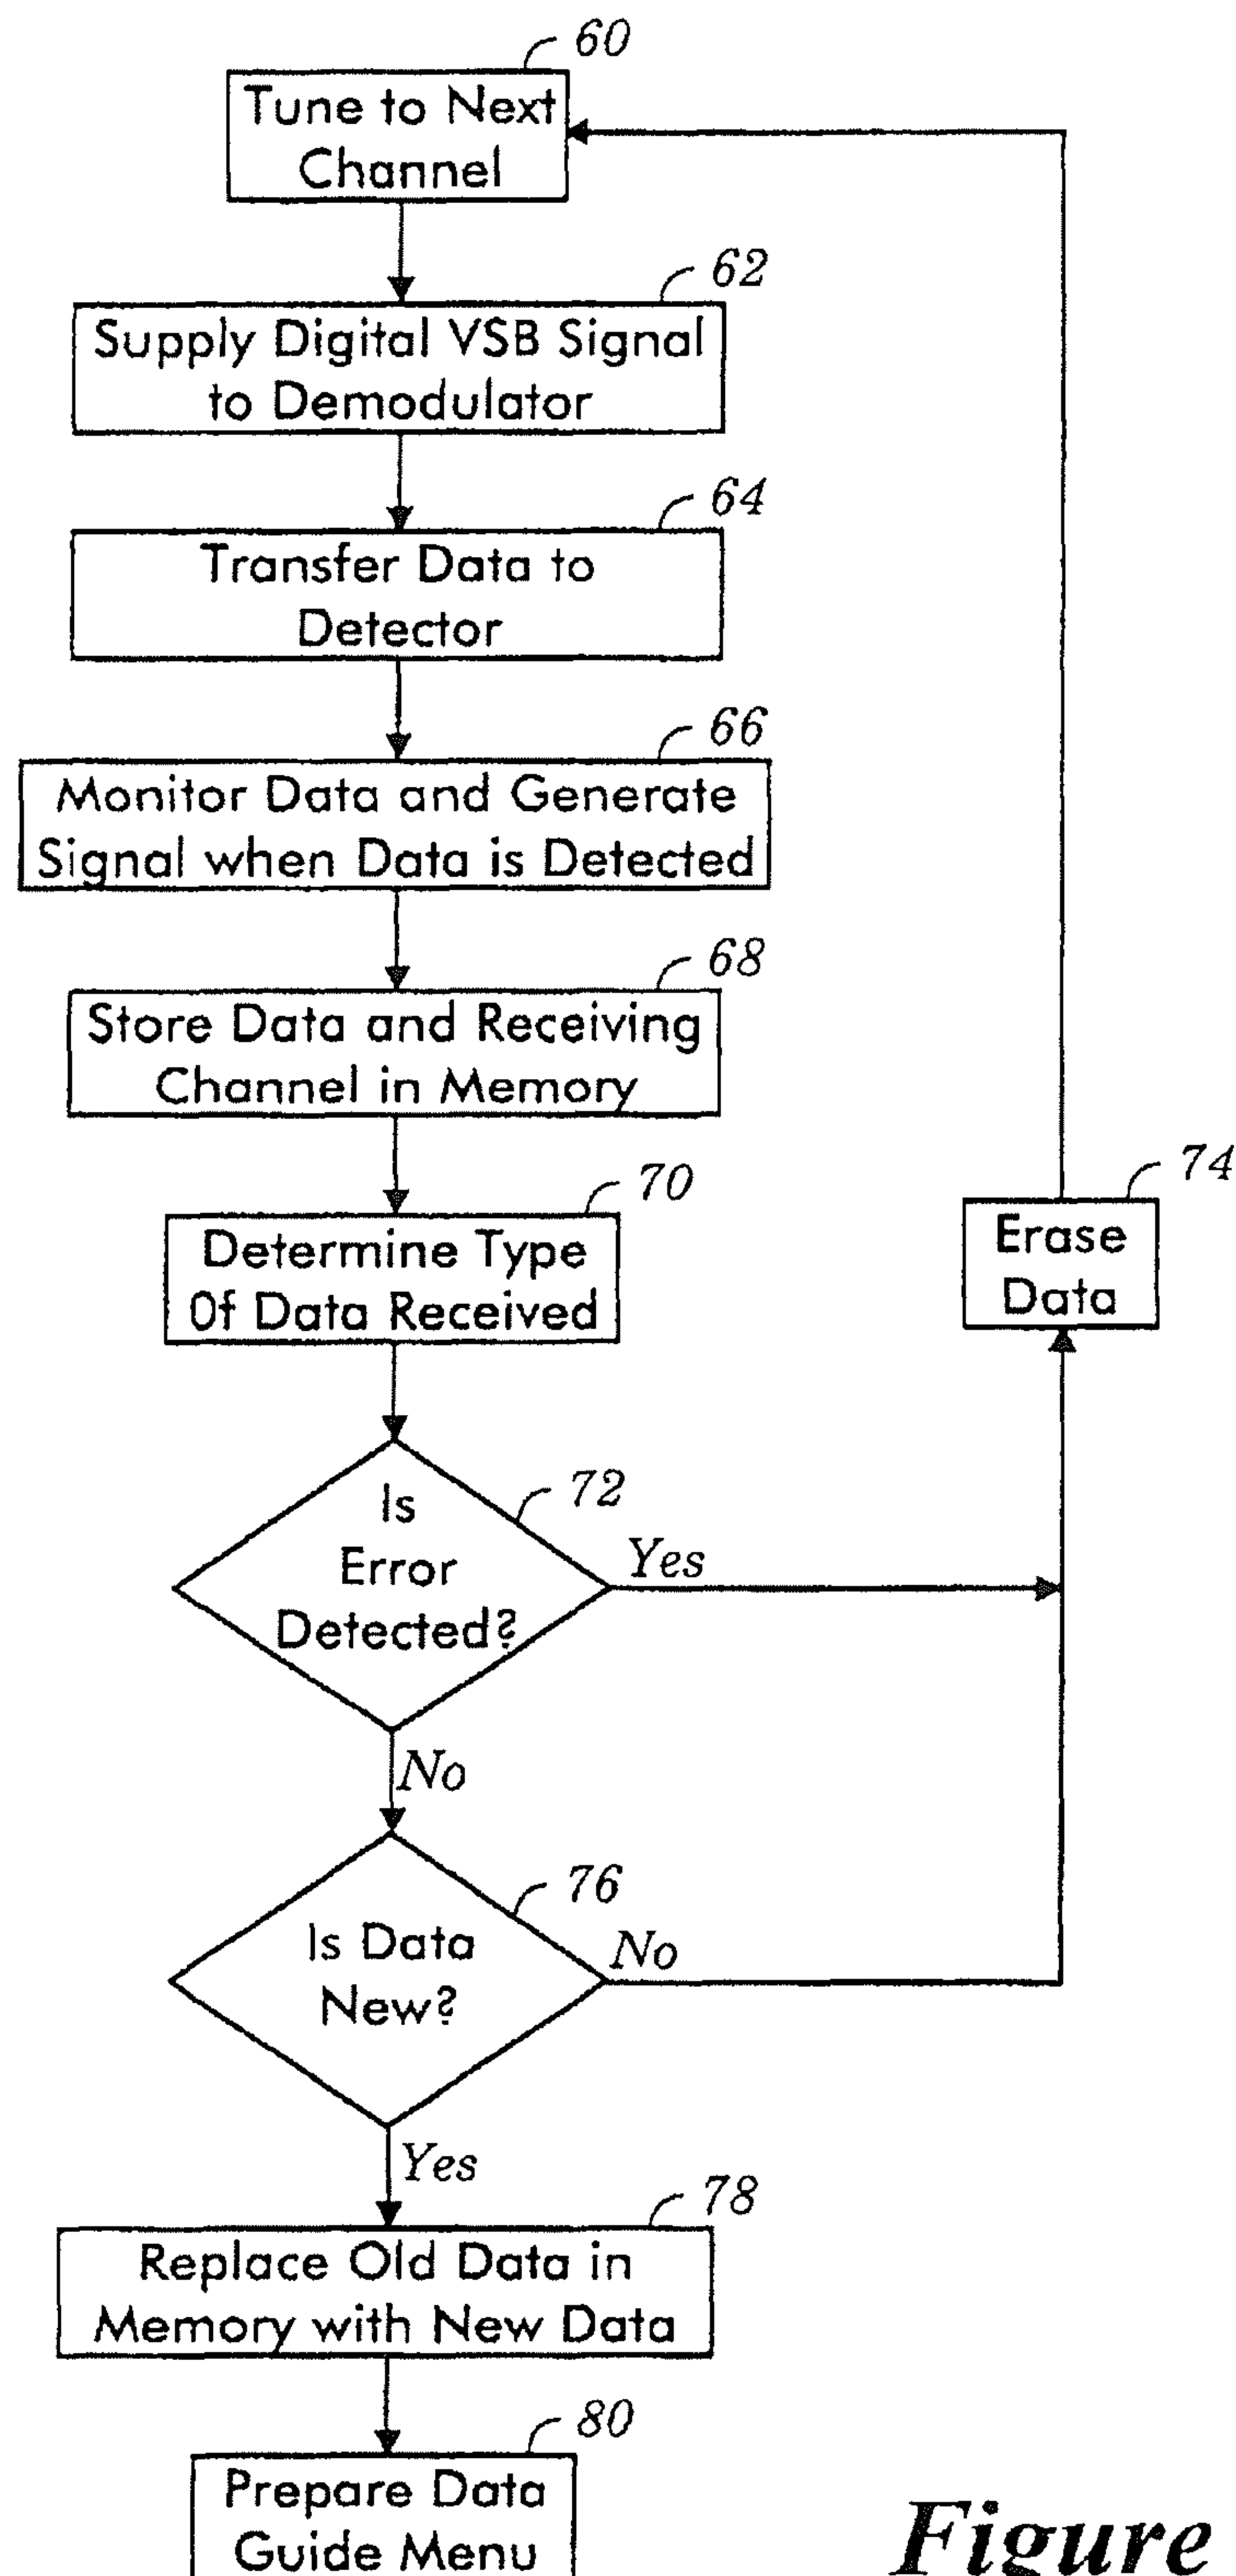 60
Tune to Next
Channel
62
Supply Digital VSB Signal
to Demodulator
64
Transfer Data to
Detector
66
Monitor Data and Generate
Signal when Data is Detected
68
Store Data and Receiving
Channel in Memory
70
Determine Type
Of Data Received
74
Erase
Data
72
Is
Error
Detected?
Yes
No
76
Is Data
New?
No
Yes
78
Replace Old Data in
Memory with New Data
80
Prepare Data
Guide Menu
Figure